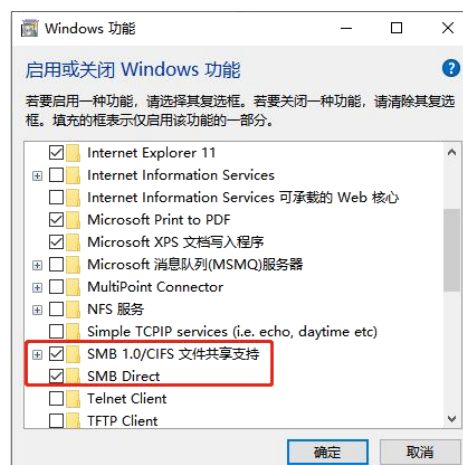 Windows 功能
启用或关闭 Windows 功能
若要启用一种功能，请选择其复选框。若要关闭一种功能，请清除其复选
框。填充的框表示仅启用该功能的一部分。
Internet Explorer 11
Internet Information Services
Internet Information Services 可承载的 Web 核心
Microsoft Print to PDF
Microsoft XPS 文档写入程序
Microsoft 消息队列(MSMQ)服务器
MultiPoint Connector
NFS 服务
Simple TCPIP services (i.e. echo, daytime etc)
SMB 1.0/CIFS 文件共享支持
SMB Direct
Telnet Client
TFTP Client
确定
取消